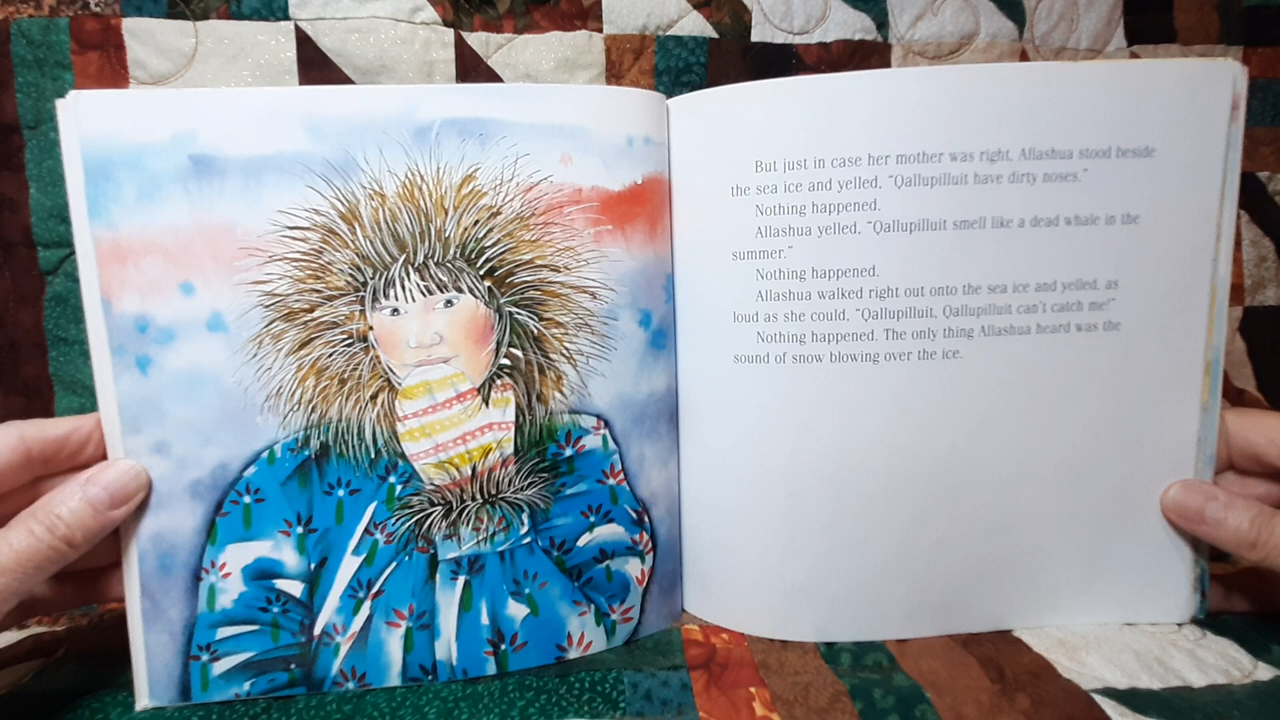 But just in case her mother was right, Allashua stood beside
the sea ice and yelled, “Qallupilluit have dirty noses.”
Nothing happened.
Allashua yelled, “Qallupilluit smell like a dead whale in the
summer.”
Nothing happened.
Allashua walked right out onto the sea ice and yelled, as
loud as she could, “Qallupilluit, Qallupilluit can't catch me!”
Nothing happened. The only thing Allashua heard was the
sound of snow blowing over the ice.